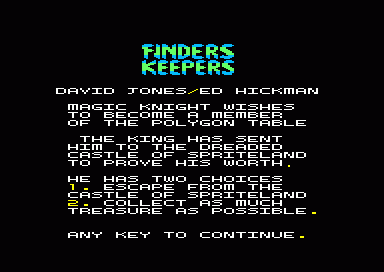 FINDERS
KEEPERS
DAVID JONES/ED HICKMAN
MAGIC KNIGHT WISHES
TO BECOME A MEMBER
OF THE POLYGON TABLE
THE KING HAS SENT
HIM TO THE DREADED
CASTLE OF SPRITELAND
TO PROVE HIS WORTH.
HE HAS TWO CHOICES
1. ESCAPE FROM THE
CASTLE OF SPRITELAND
2. COLLECT AS MUCH
TREASURE AS POSSIBLE.
ANY KEY TO CONTINUE.